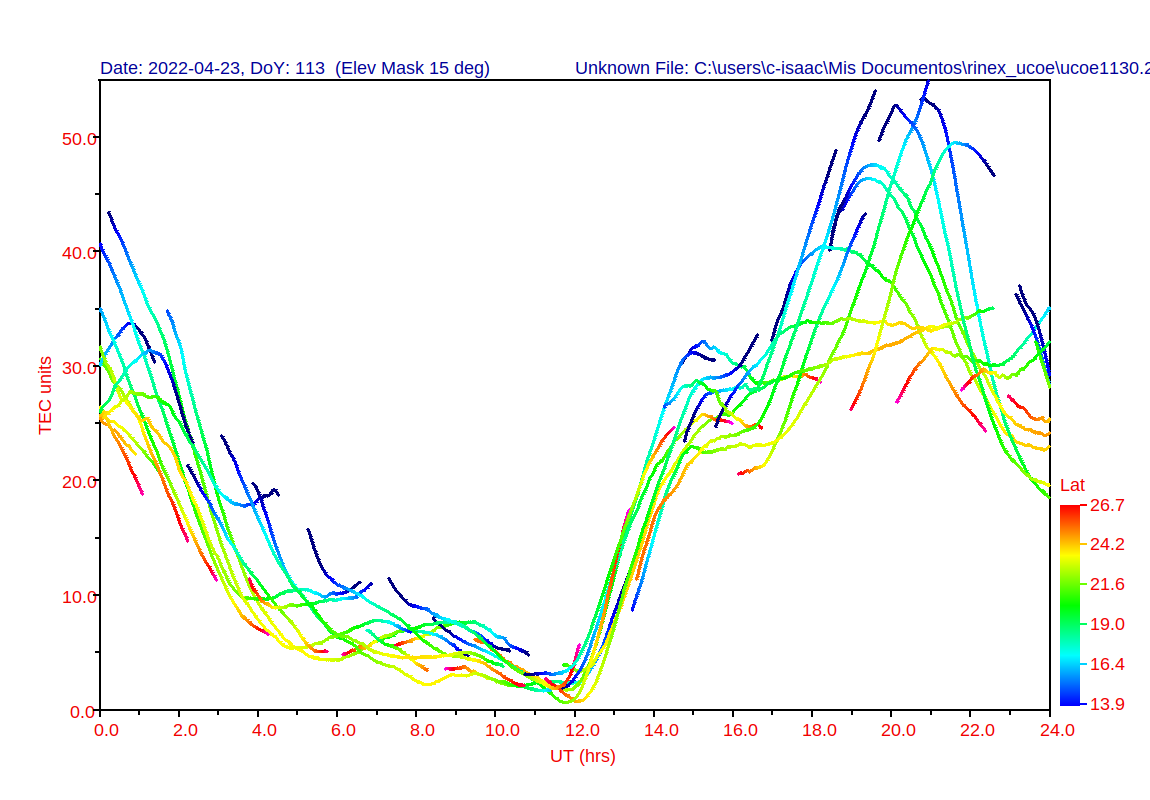 Date: 2022-04-23, DoY: 113  (Elev Mask 15 deg)
Unknown File: C:\users\c-isaac\Mis Documentos\rinex_ucoe\ucoe1130.2
50.0
40.0
30.0
20.0
10.0
0.0
TEC units
0.0 2.0 4.0 6.0 8.0 10.0 12.0 14.0 16.0 18.0 20.0 22.0 24.0
UT (hrs)
Lat
26.7
24.2
21.6
19.0
16.4
13.9